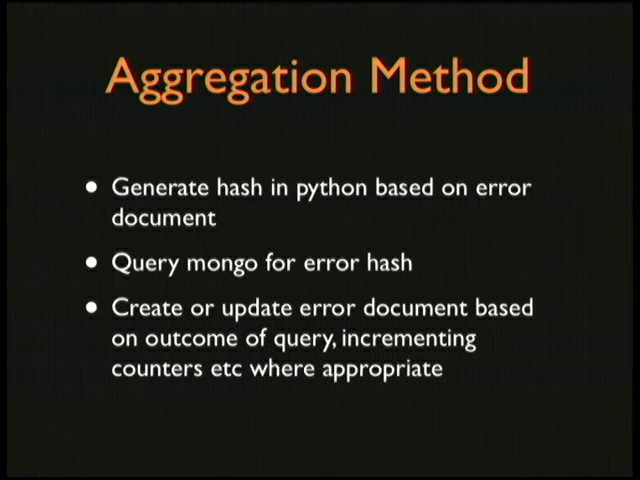 Aggregation Method
• Generate hash in python based on error
document
• Query mongo for error hash
• Create or update error document based
on outcome of query, incrementing
counters etc where appropriate